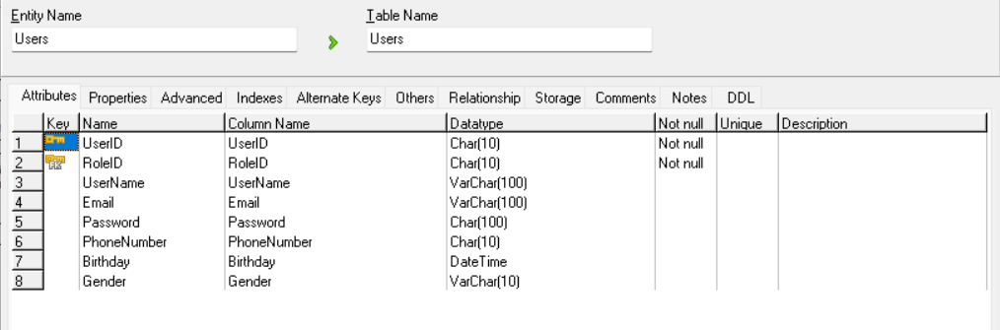 Entity Name Table Name
Users Users
Attributes Properties Advanced Indexes Alternate Keys Others Relationship Storage Comments Notes DDL
Key Name Column Name Datatype Not null Unique Description
1 UserID UserID Char(10) Not null
2 FK RoleID RoleID Char(10) Not null
3 UserName UserName VarChar(100)
4 Email Email VarChar(100)
5 Password Password Char(100)
6 PhoneNumber PhoneNumber Char(10)
7 Birthday Birthday DateTime
8 Gender Gender VarChar(10)